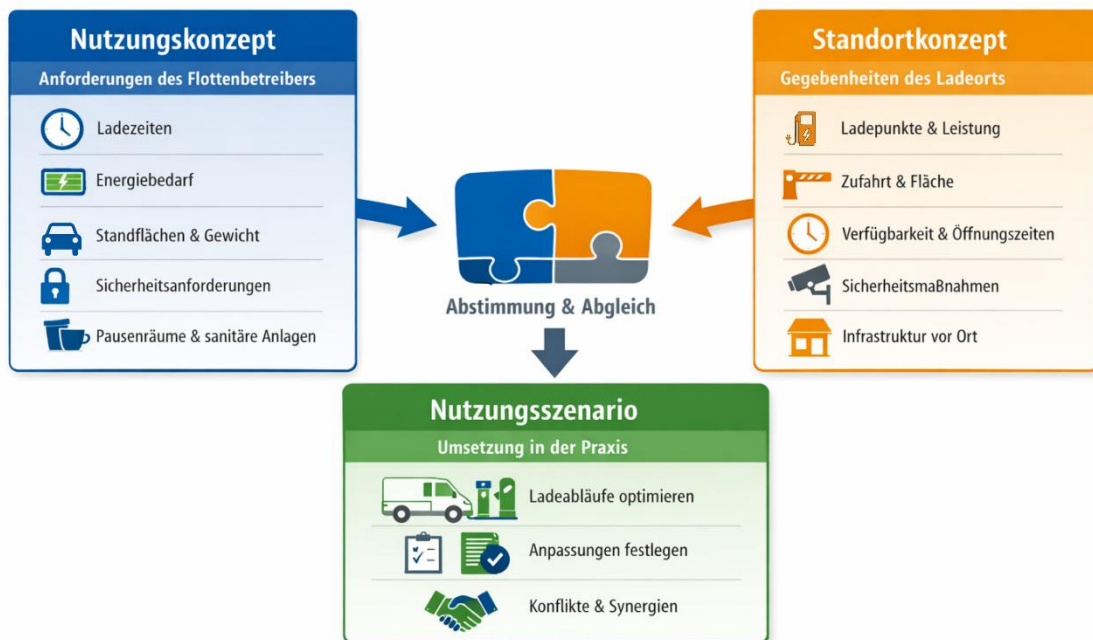 Nutzungskonzept
Anforderungen des Flottenbetreibers
Ladezeiten
Energiebedarf
Standflächen & Gewicht
Sicherheitsanforderungen
Pausenräume & sanitäre Anlagen
Standortkonzept
Gegebenheiten des Ladeorts
Ladepunkte & Leistung
Zufahrt & Fläche
Verfügbarkeit & Öffnungszeiten
Sicherheitsmaßnahmen
Infrastruktur vor Ort
Abstimmung & Abgleich
Nutzungsszenario
Umsetzung in der Praxis
Ladeabläufe optimieren
Anpassungen festlegen
Konflikte & Synergien